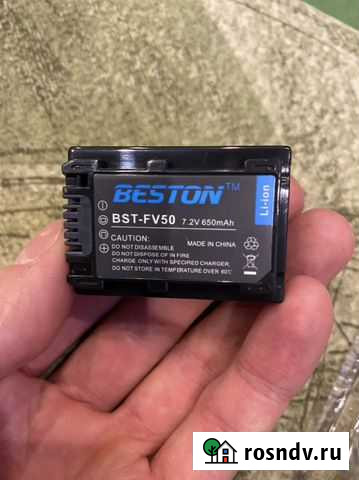 BESTON™
BST-FV50 7.2V 650mAh
Li-ion
CAUTION: MADE IN CHINA
DO NOT DISASSEMBLE
DO NOT DISPOSE OF IN FIRE
CHARGE ONLY WITH SPECIFIED CHARGER.
DO NOT STORE IN TEMPERATURE OVER 60°C
rosndv.ru